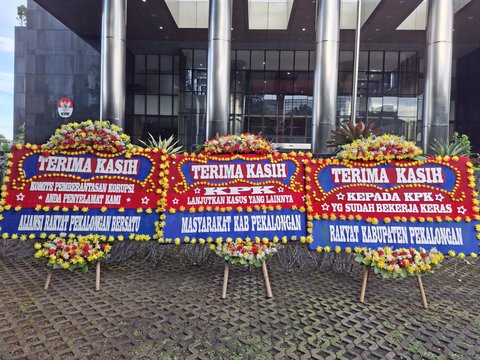 KPK
TERIMA KASIH
KOMITE PEMBERANTASAN KORUPSI
ANDA PENYELAMAT KAMI
ALIANSI RAKYAT PEKALONGAN BERSATU
TERIMA KASIH
KPK
LANJUTKAN KASUS YANG LAINNYA
MASYARAKAT KAB PEKALONGAN
TERIMA KASIH
KEPADA KPK
YG SUDAH BEKERJA KERAS
RAKYAT KABUPATEN PEKALONGAN